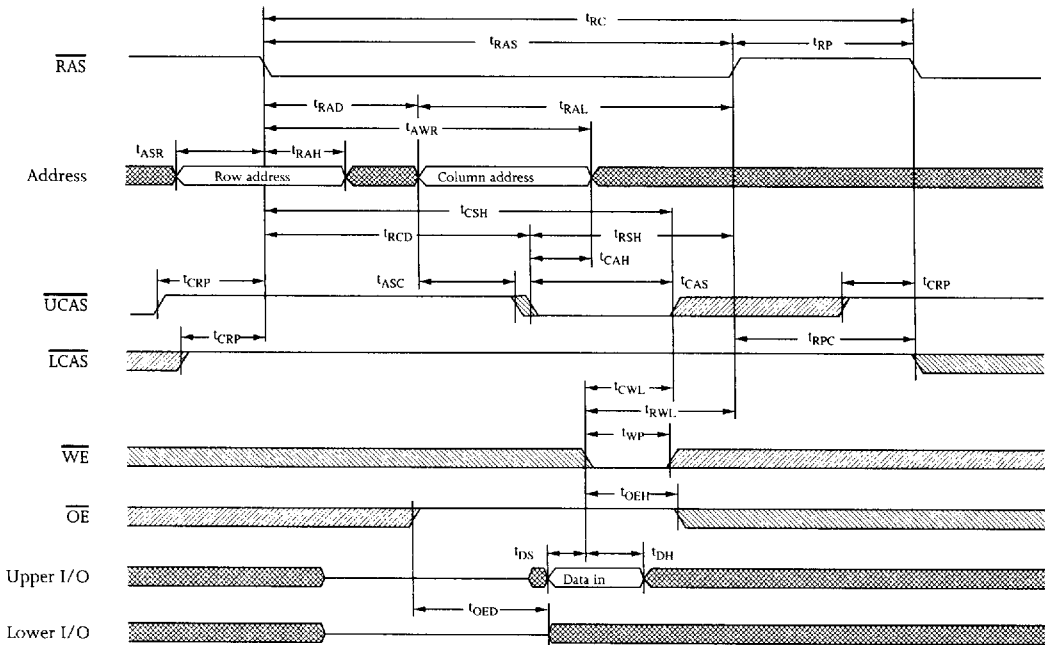 tRC
tRAS tRP
RAS
tRAD tRAL
tAWR
tASR tRAH
Address Row address Column address
tCSH
tRCD tRSH
tCAH
tCRP tASC tCAS tCRP
UCAS
tCRP tRPC
LCAS
tCWL
tRWL
tWP
WE
tOEH
OE
tDS tDH
Upper I/O Data in
tOED
Lower I/O